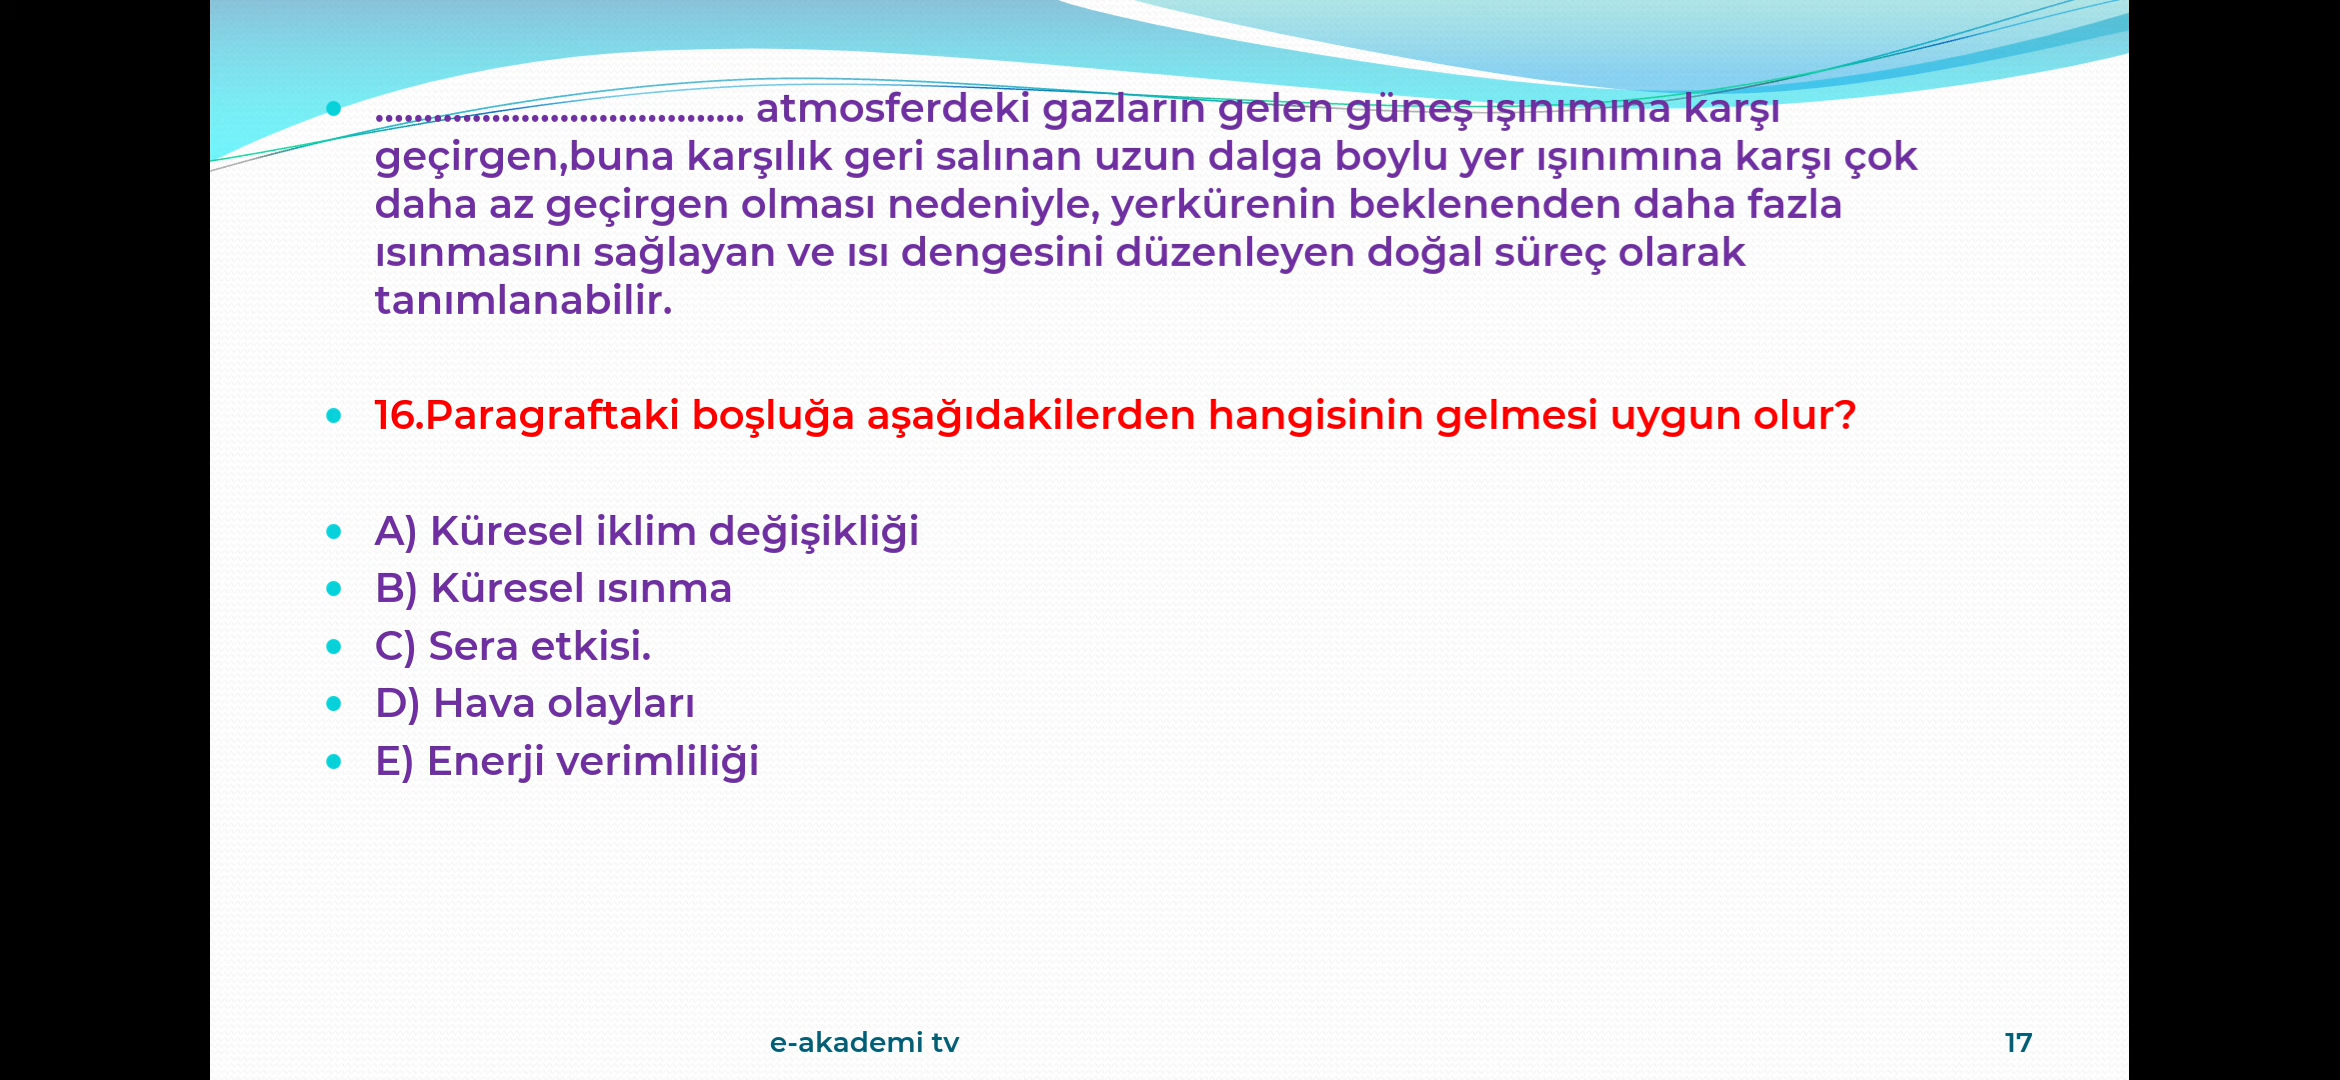 • .................................... atmosferdeki gazların gelen güneş ışınımına karşı
geçirgen,buna karşılık geri salınan uzun dalga boylu yer ışınımına karşı çok
daha az geçirgen olması nedeniyle, yerkürenin beklenenden daha fazla
ısınmasını sağlayan ve ısı dengesini düzenleyen doğal süreç olarak
tanımlanabilir.
• 16.Paragraftaki boşluğa aşağıdakilerden hangisinin gelmesi uygun olur?
• A) Küresel iklim değişikliği
• B) Küresel ısınma
• C) Sera etkisi.
• D) Hava olayları
• E) Enerji verimliliği
e-akademi tv
17